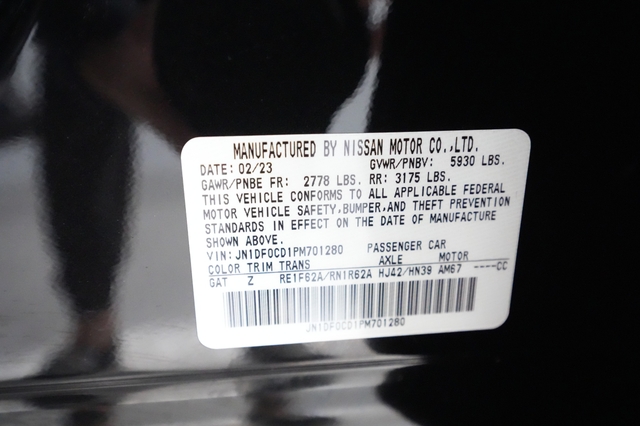 MANUFACTURED BY NISSAN MOTOR CO.,LTD.
DATE: 02/23 GVWR/PNBV: 5930 LBS.
GAWR/PNBE FR: 2778 LBS. RR: 3175 LBS.
THIS VEHICLE CONFORMS TO ALL APPLICABLE FEDERAL
MOTOR VEHICLE SAFETY,BUMPER,AND THEFT PREVENTION
STANDARDS IN EFFECT ON THE DATE OF MANUFACTURE
SHOWN ABOVE.
VIN: JN1DF0CD1PM701280 PASSENGER CAR
COLOR TRIM TRANS AXLE MOTOR
GAT Z RE1F62A/RN1R62A HJ42/HN39 AM67 ----CC
JN1DF0CD1PM701280